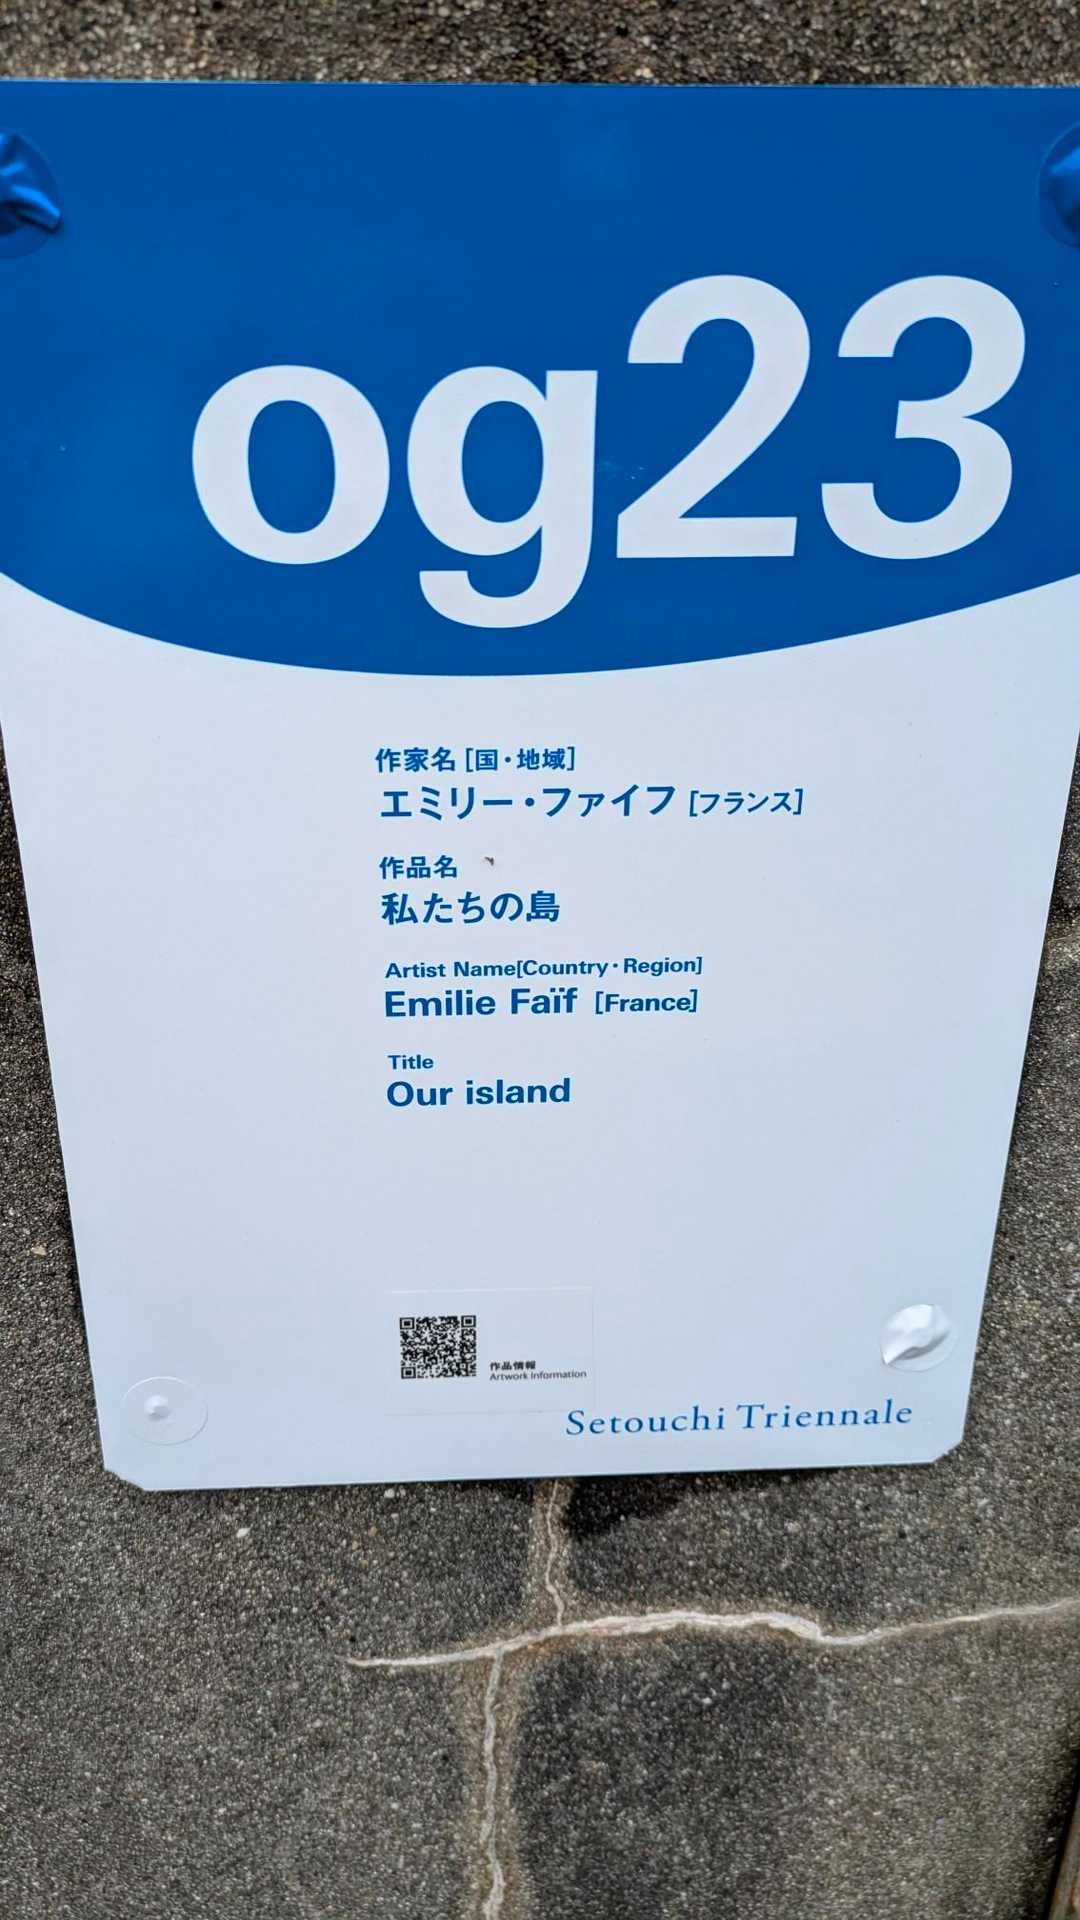 og23
作家名[国・地域]
エミリー・ファイフ[フランス]
作品名
私たちの島
Artist Name[Country・Region]
Emilie Faïf [France]
Title
Our island
作品情報
Artwork Information
Setouchi Triennale